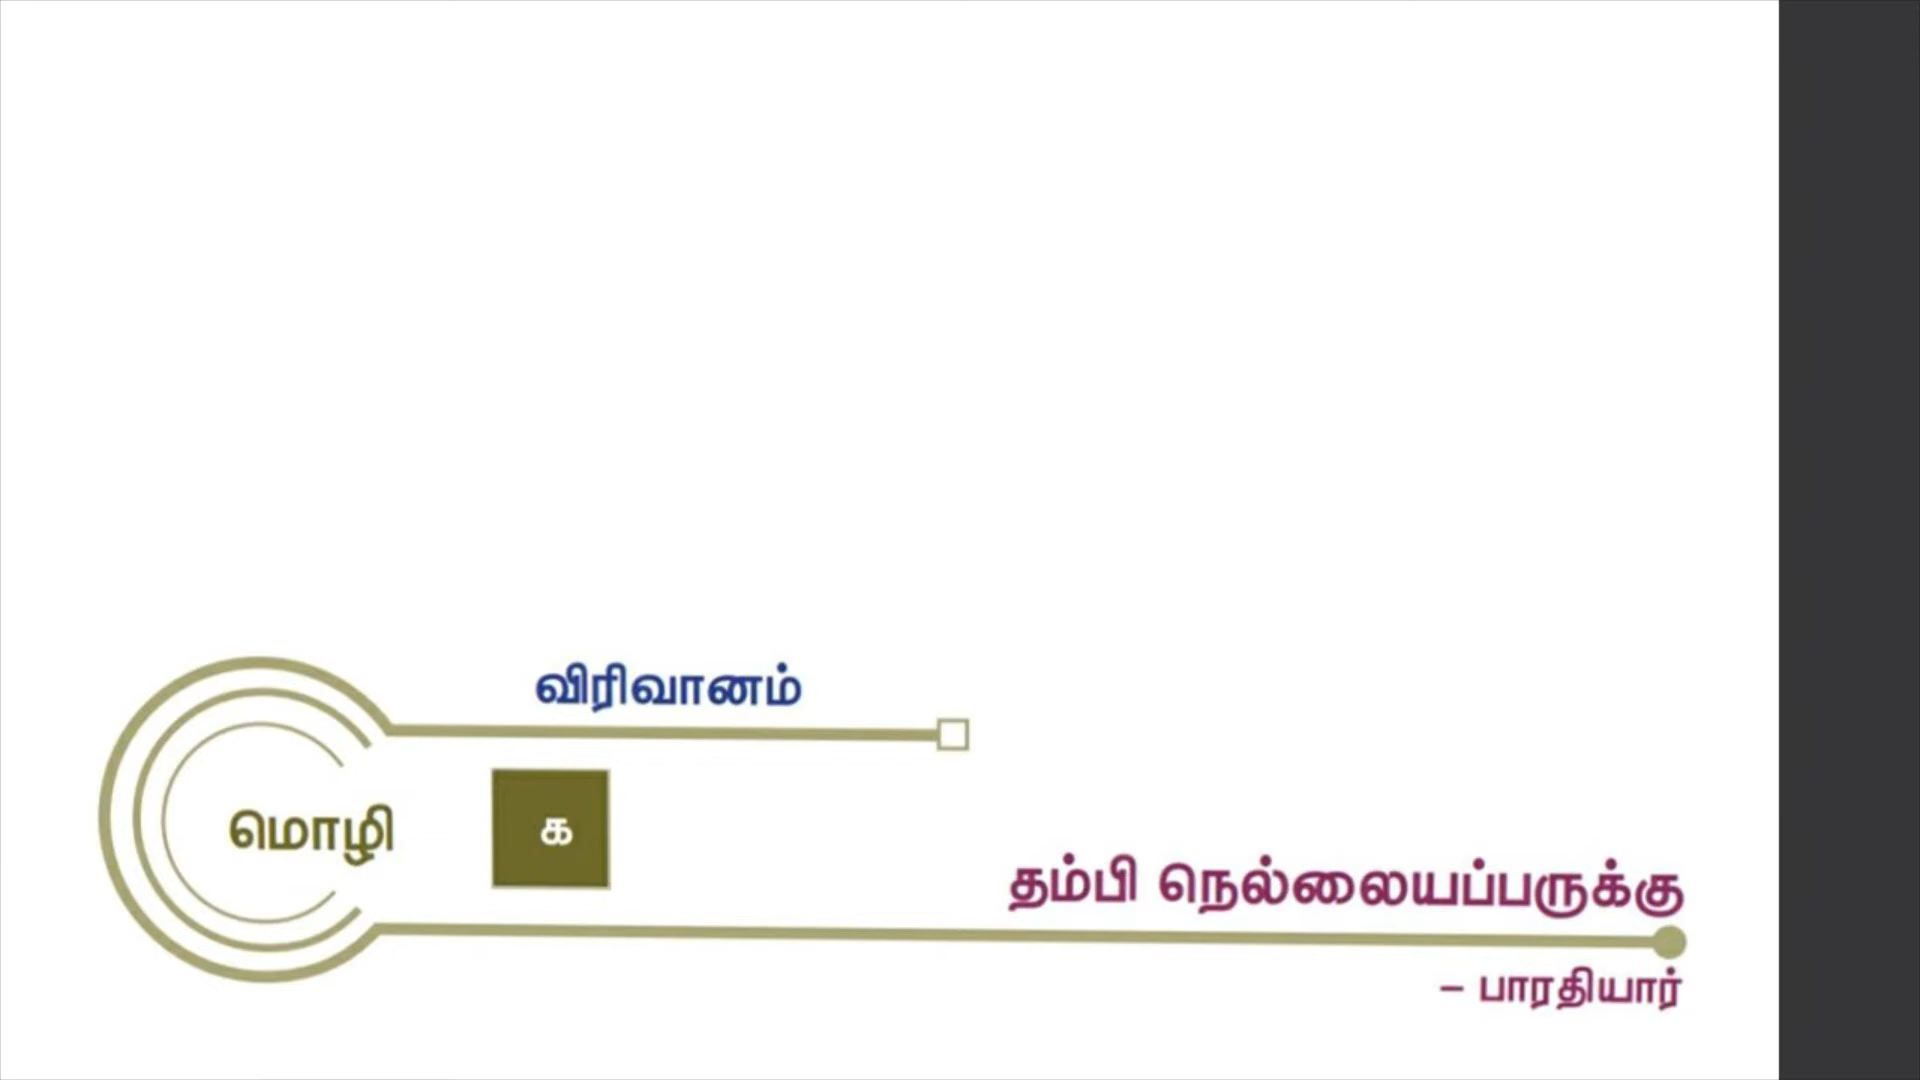 விரிவானம்
மொழி
க
தம்பி நெல்லையப்பருக்கு
– பாரதியார்